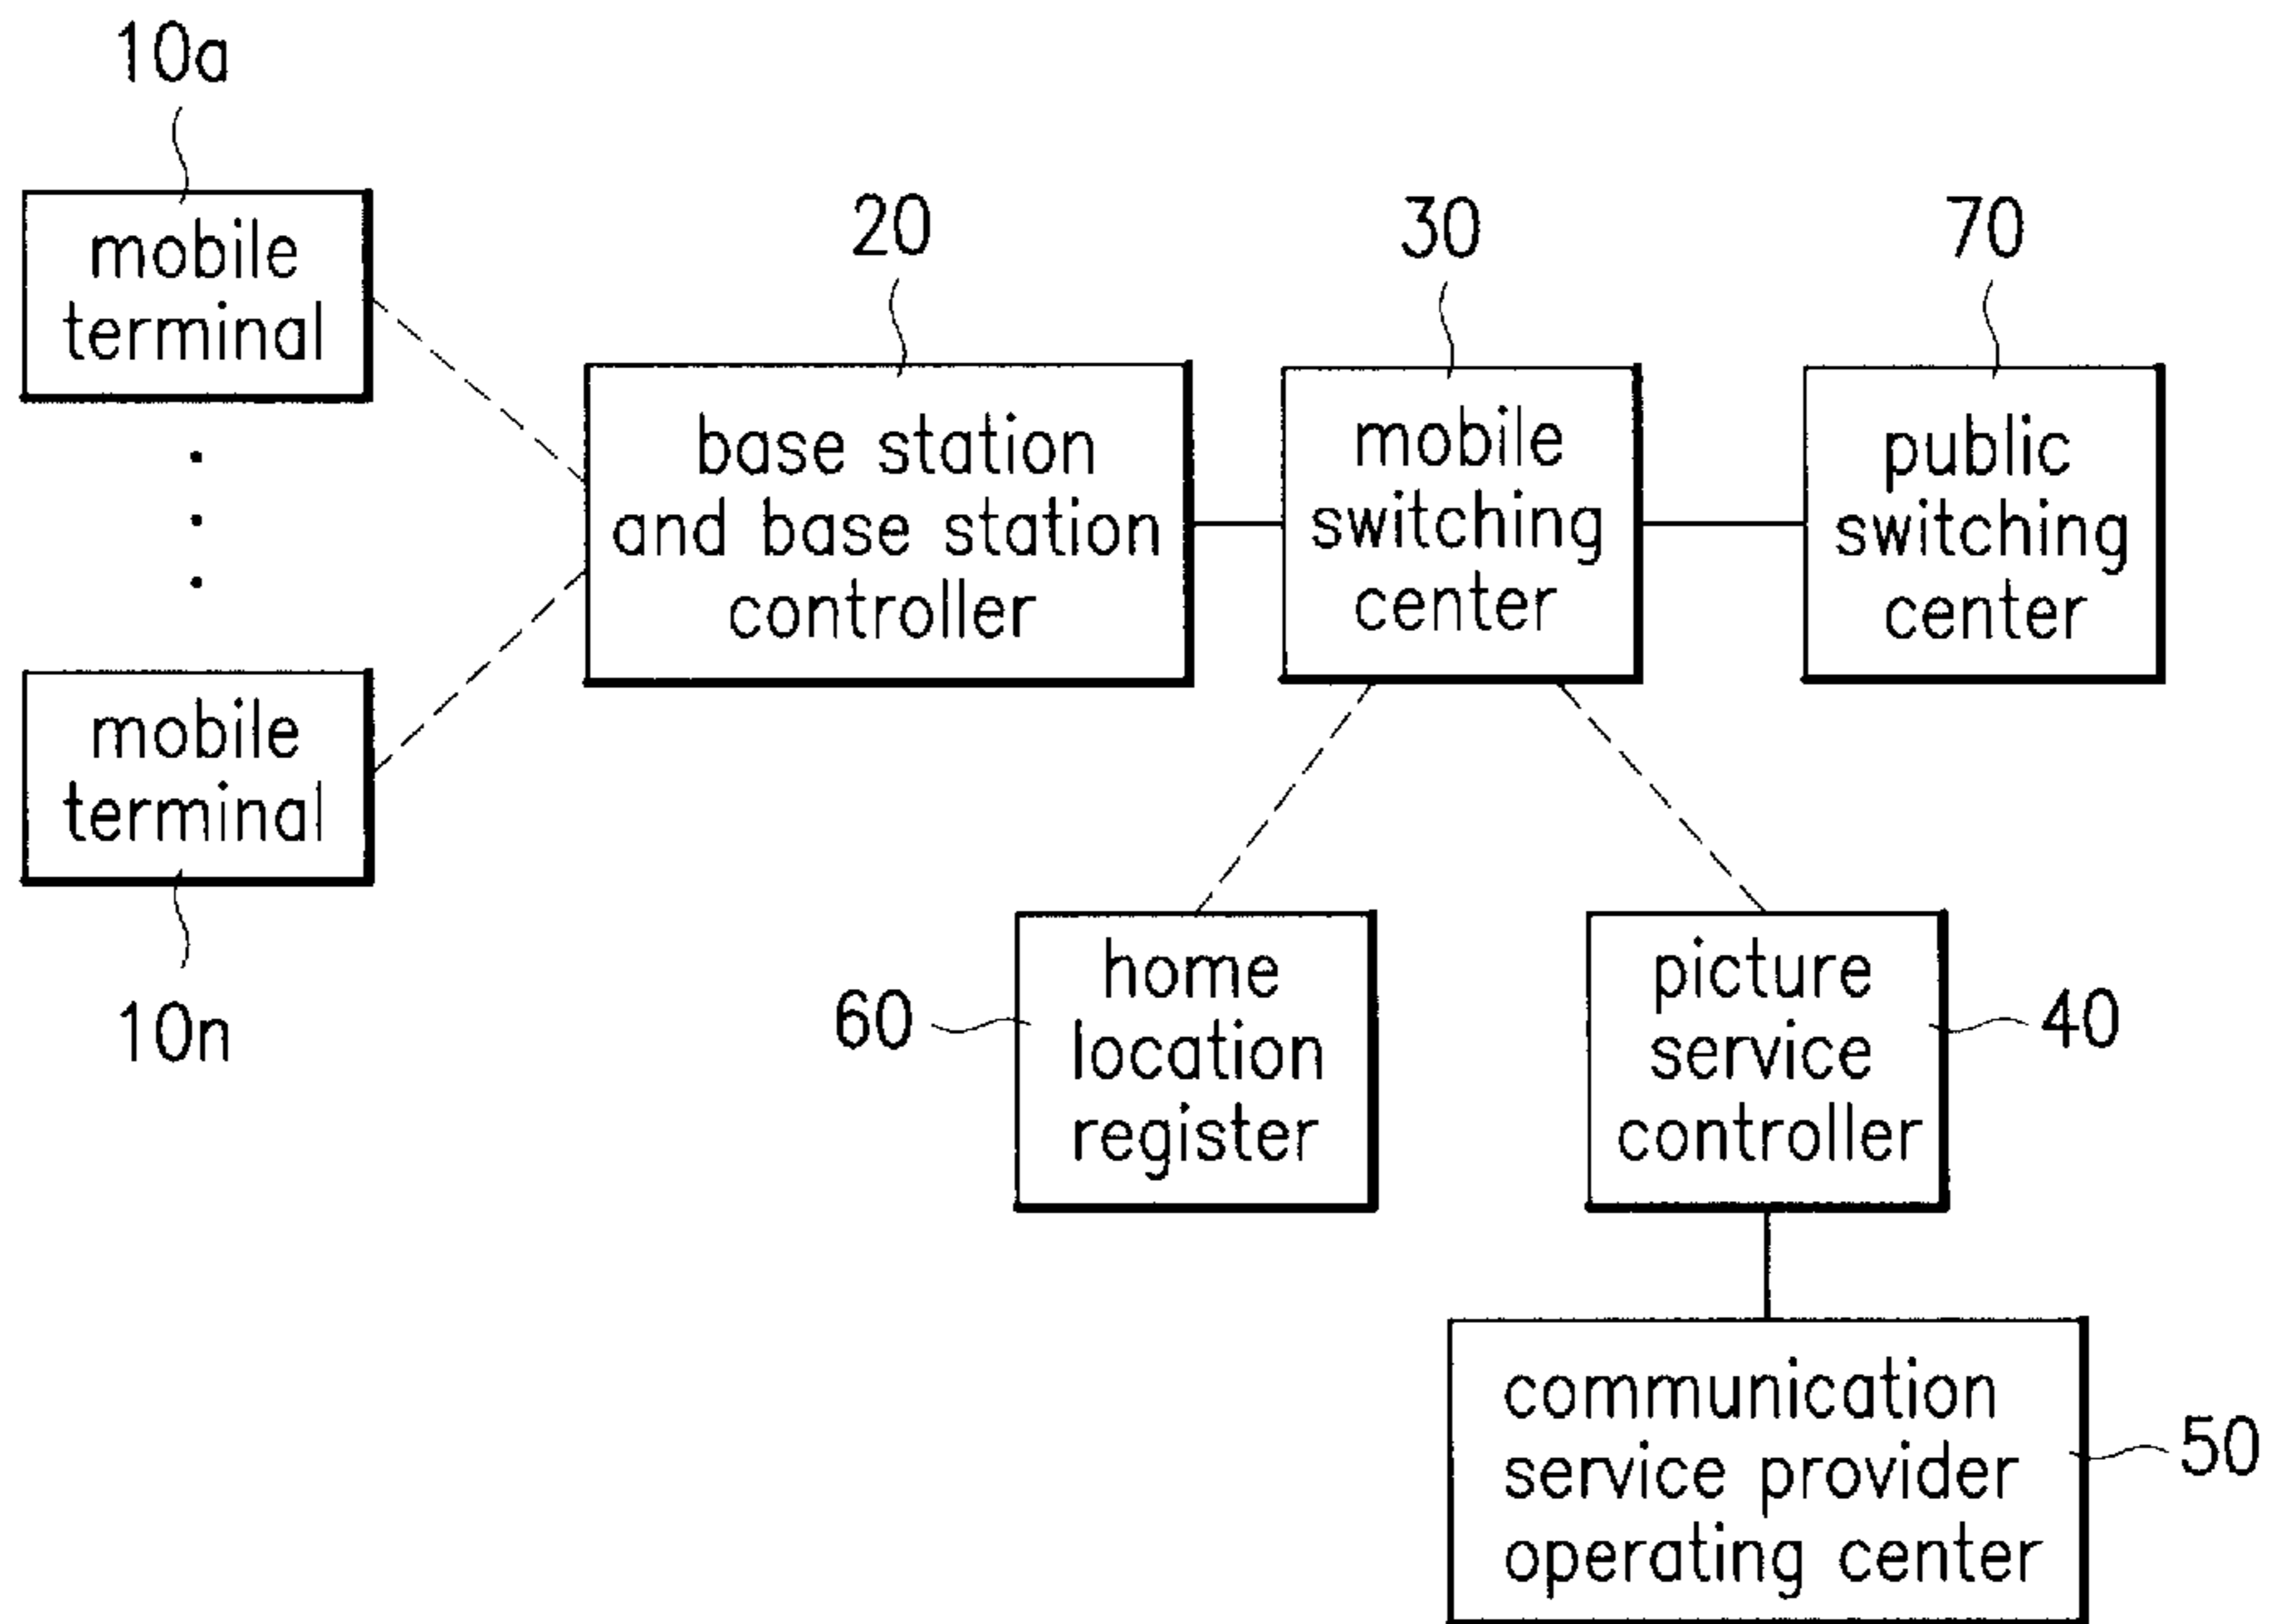 10a
mobile
terminal
20
base station
and base station
controller
30
mobile
switching
center
70
public
switching
center
mobile
terminal
10n
60
home
location
register
picture
service
controller
40
communication
service provider
operating center
50